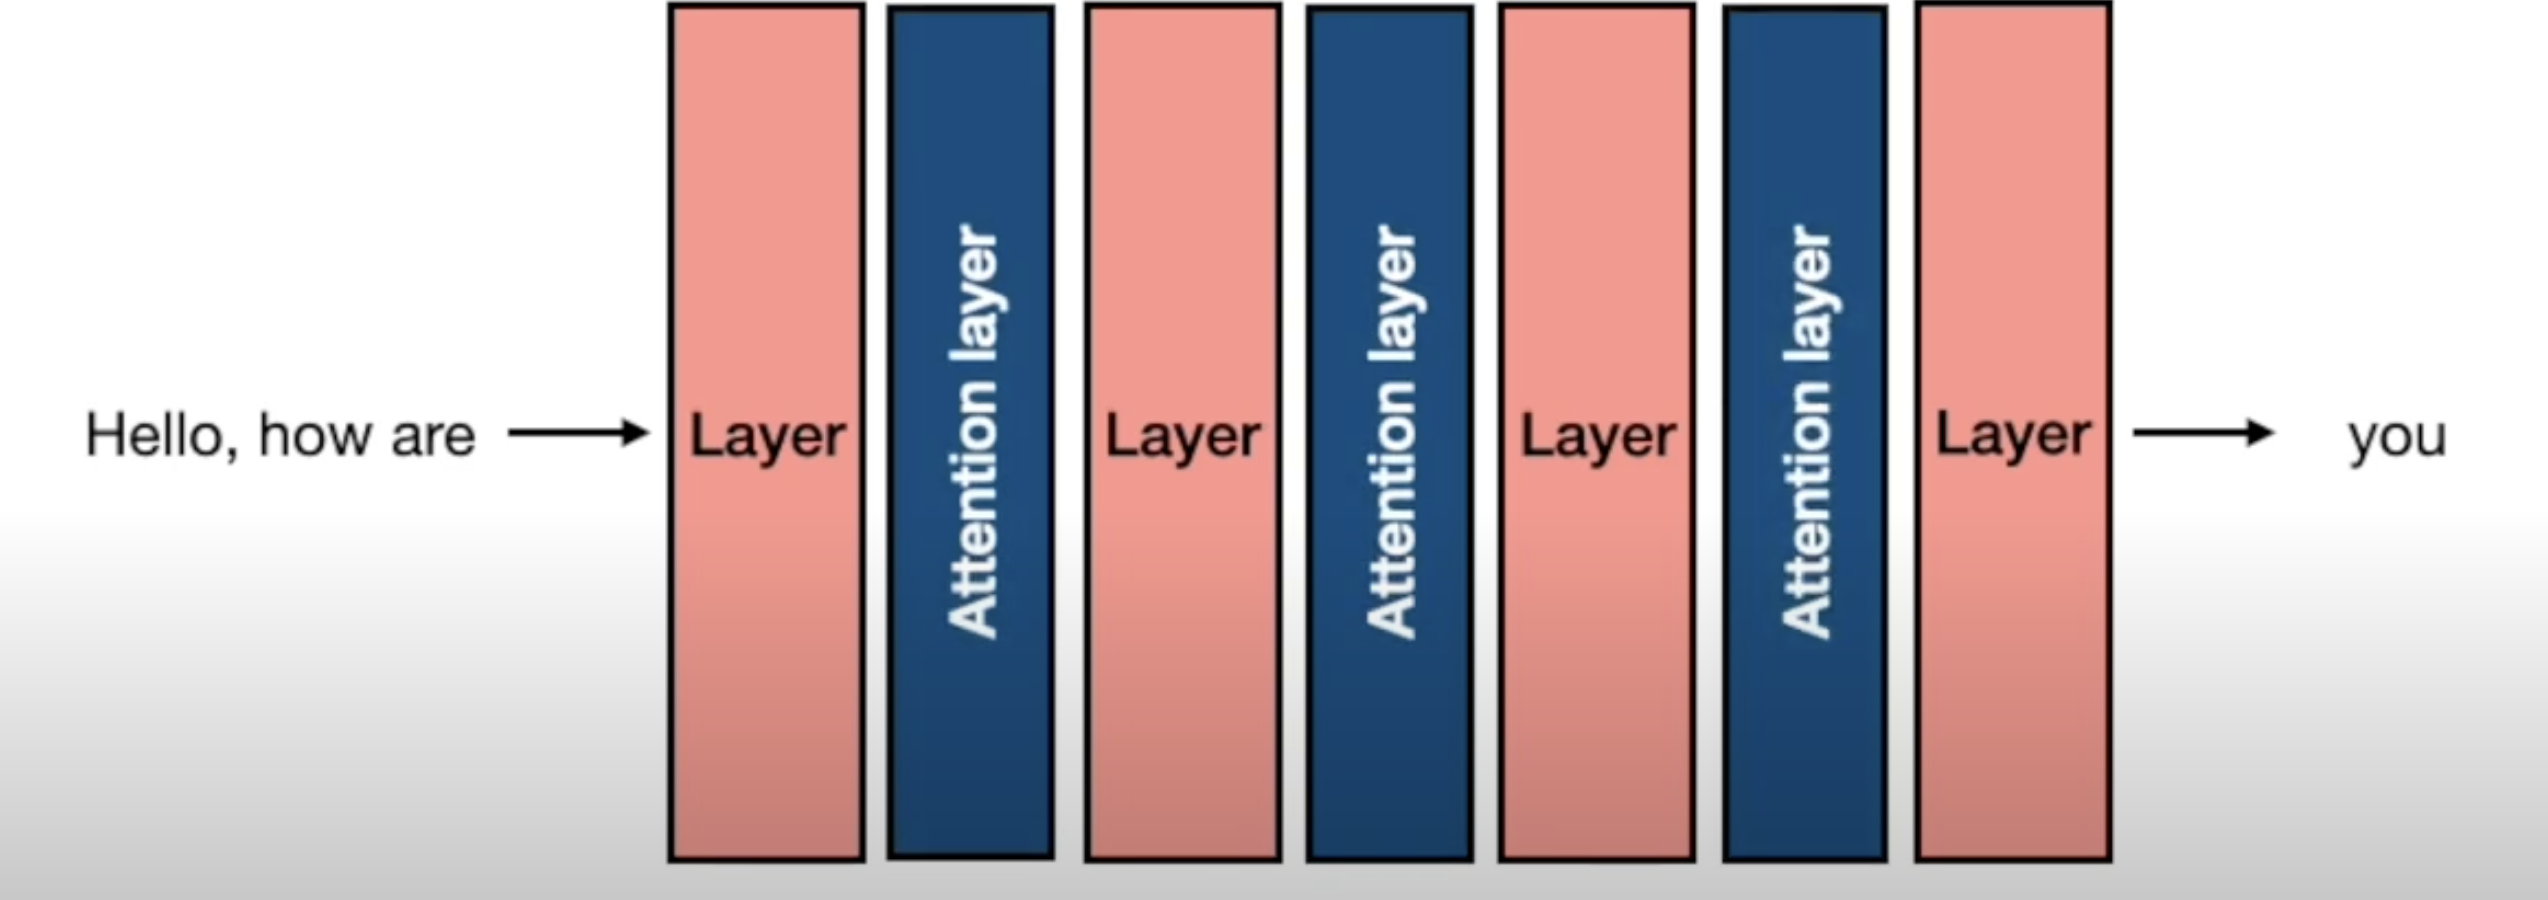 Hello, how are
Layer
Attention layer
Layer
Attention layer
Layer
Attention layer
Layer
you